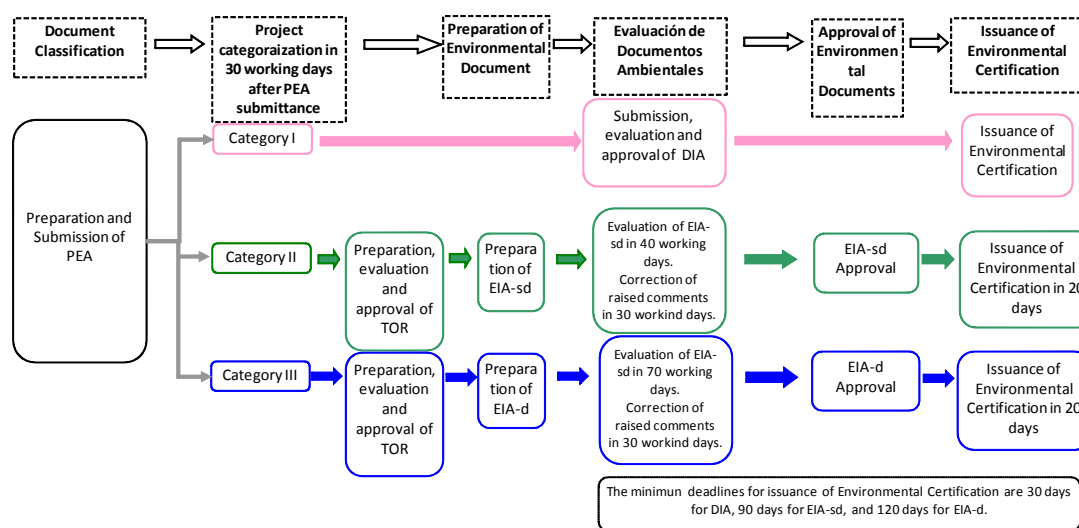 Document
Classification
Project
categoraization in
30 working days
after PEA
submittance
Preparation of
Environmental
Document
Evaluación de
Documentos
Ambientales
Approval of
Environmen
tal
Documents
Issuance of
Environmental
Certification
Preparation and
Submission of
PEA
Category I
Submission,
evaluation and
approval of DIA
Issuance of
Environmental
Certification
Category II
Preparation,
evaluation
and
approval of
TOR
Prepara
tion of
EIA-sd
Evaluation of EIA-
sd in 40 working
days.
Correction of
raised comments
in 30 workind days.
EIA-sd
Approval
Issuance of
Environmental
Certification in 20
days
Category III
Preparation,
evaluation
and
approval of
TOR
Prepara
tion of
EIA-d
Evaluation of EIA-
sd in 70 working
days.
Correction of
raised comments
in 30 workind days.
EIA-d
Approval
Issuance of
Environmental
Certification in 20
days
The minimun deadlines for issuance of Environmental Certification are 30 days
for DIA, 90 days for EIA-sd, and 120 days for EIA-d.